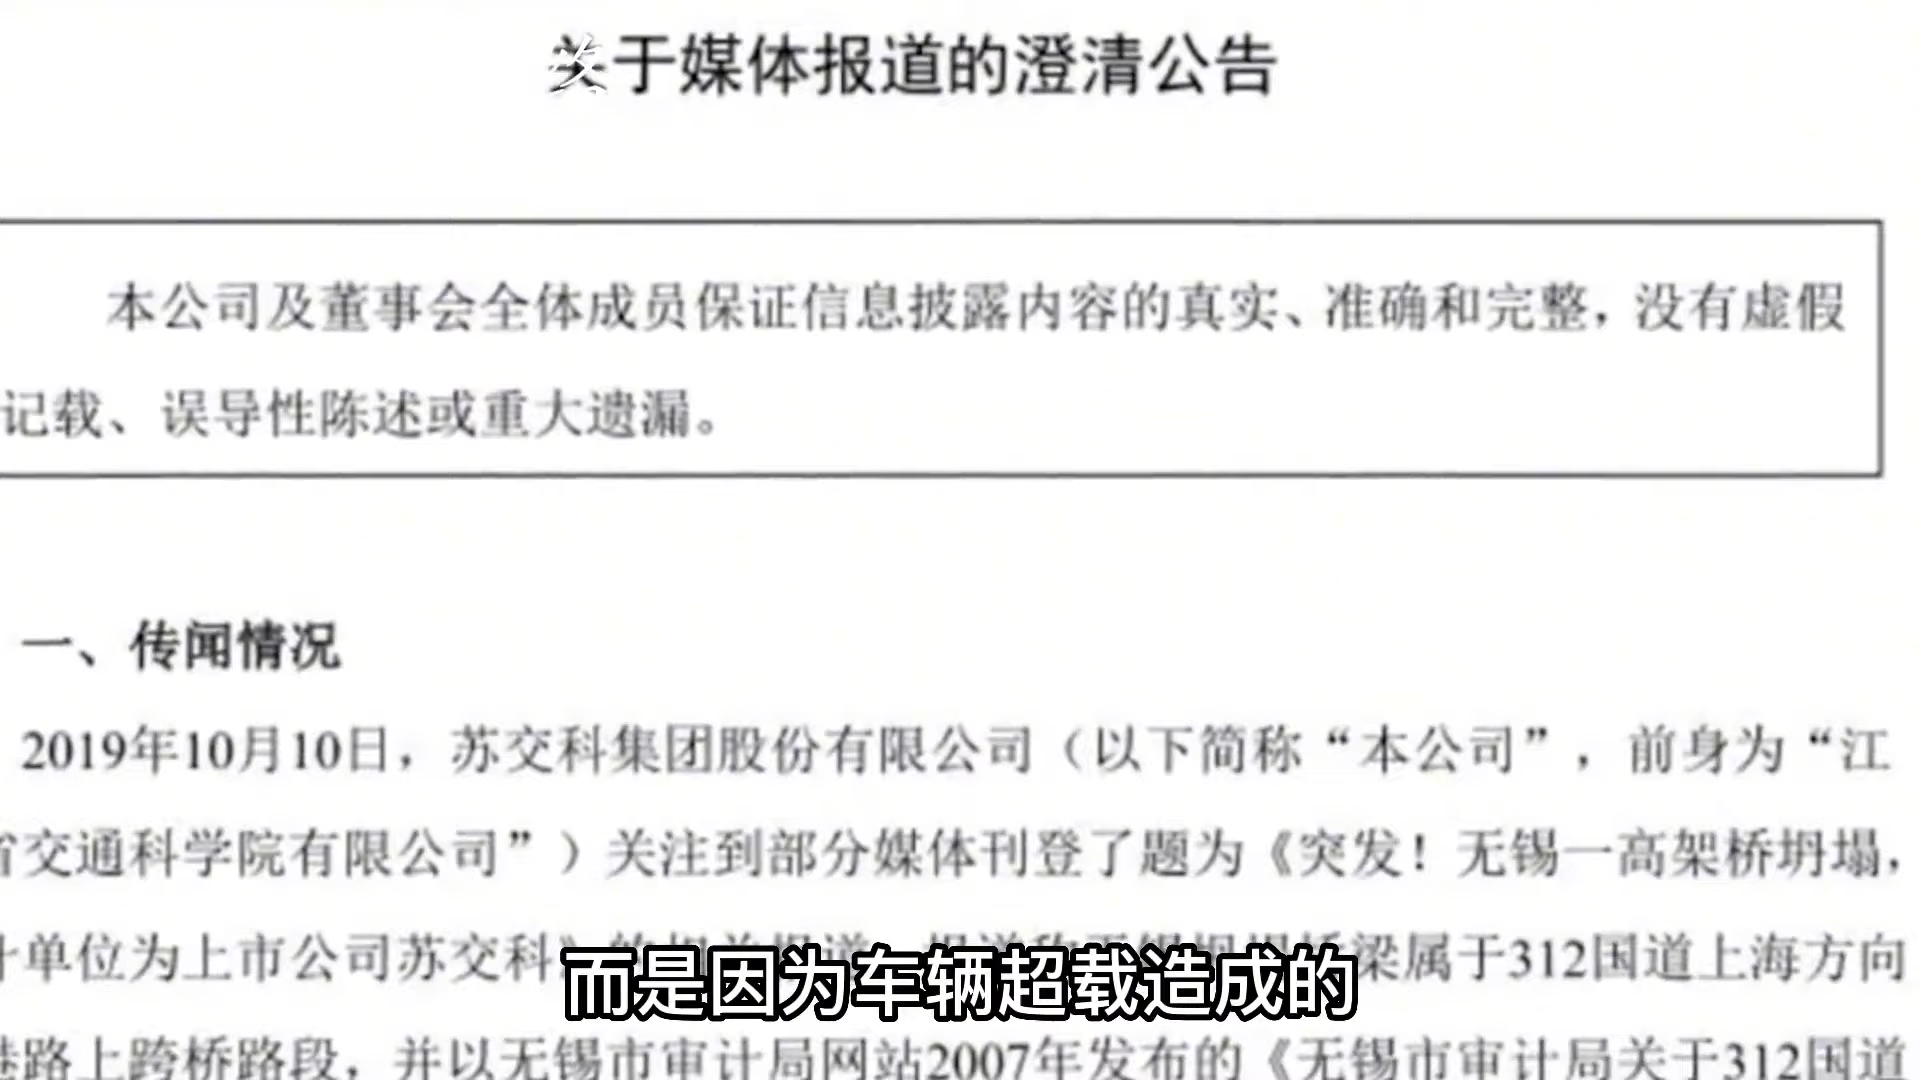 关于媒体报道的澄清公告
本公司及董事会全体成员保证信息披露内容的真实、准确和完整，没有虚假
记载、误导性陈述或重大遗漏。
一、传闻情况
2019年10月10日，苏交科集团股份有限公司（以下简称“本公司”，前身为“江
省交通科学院有限公司”）关注到部分媒体刊登了题为《突发！无锡一高架桥坍塌，
计单位为上市公司苏交科》 梁属于312国道上海方向
而是因为车辆超载造成的
港路上跨桥路段，并以无锡市审计局网站2007年发布的《无锡市审计局关于312国道